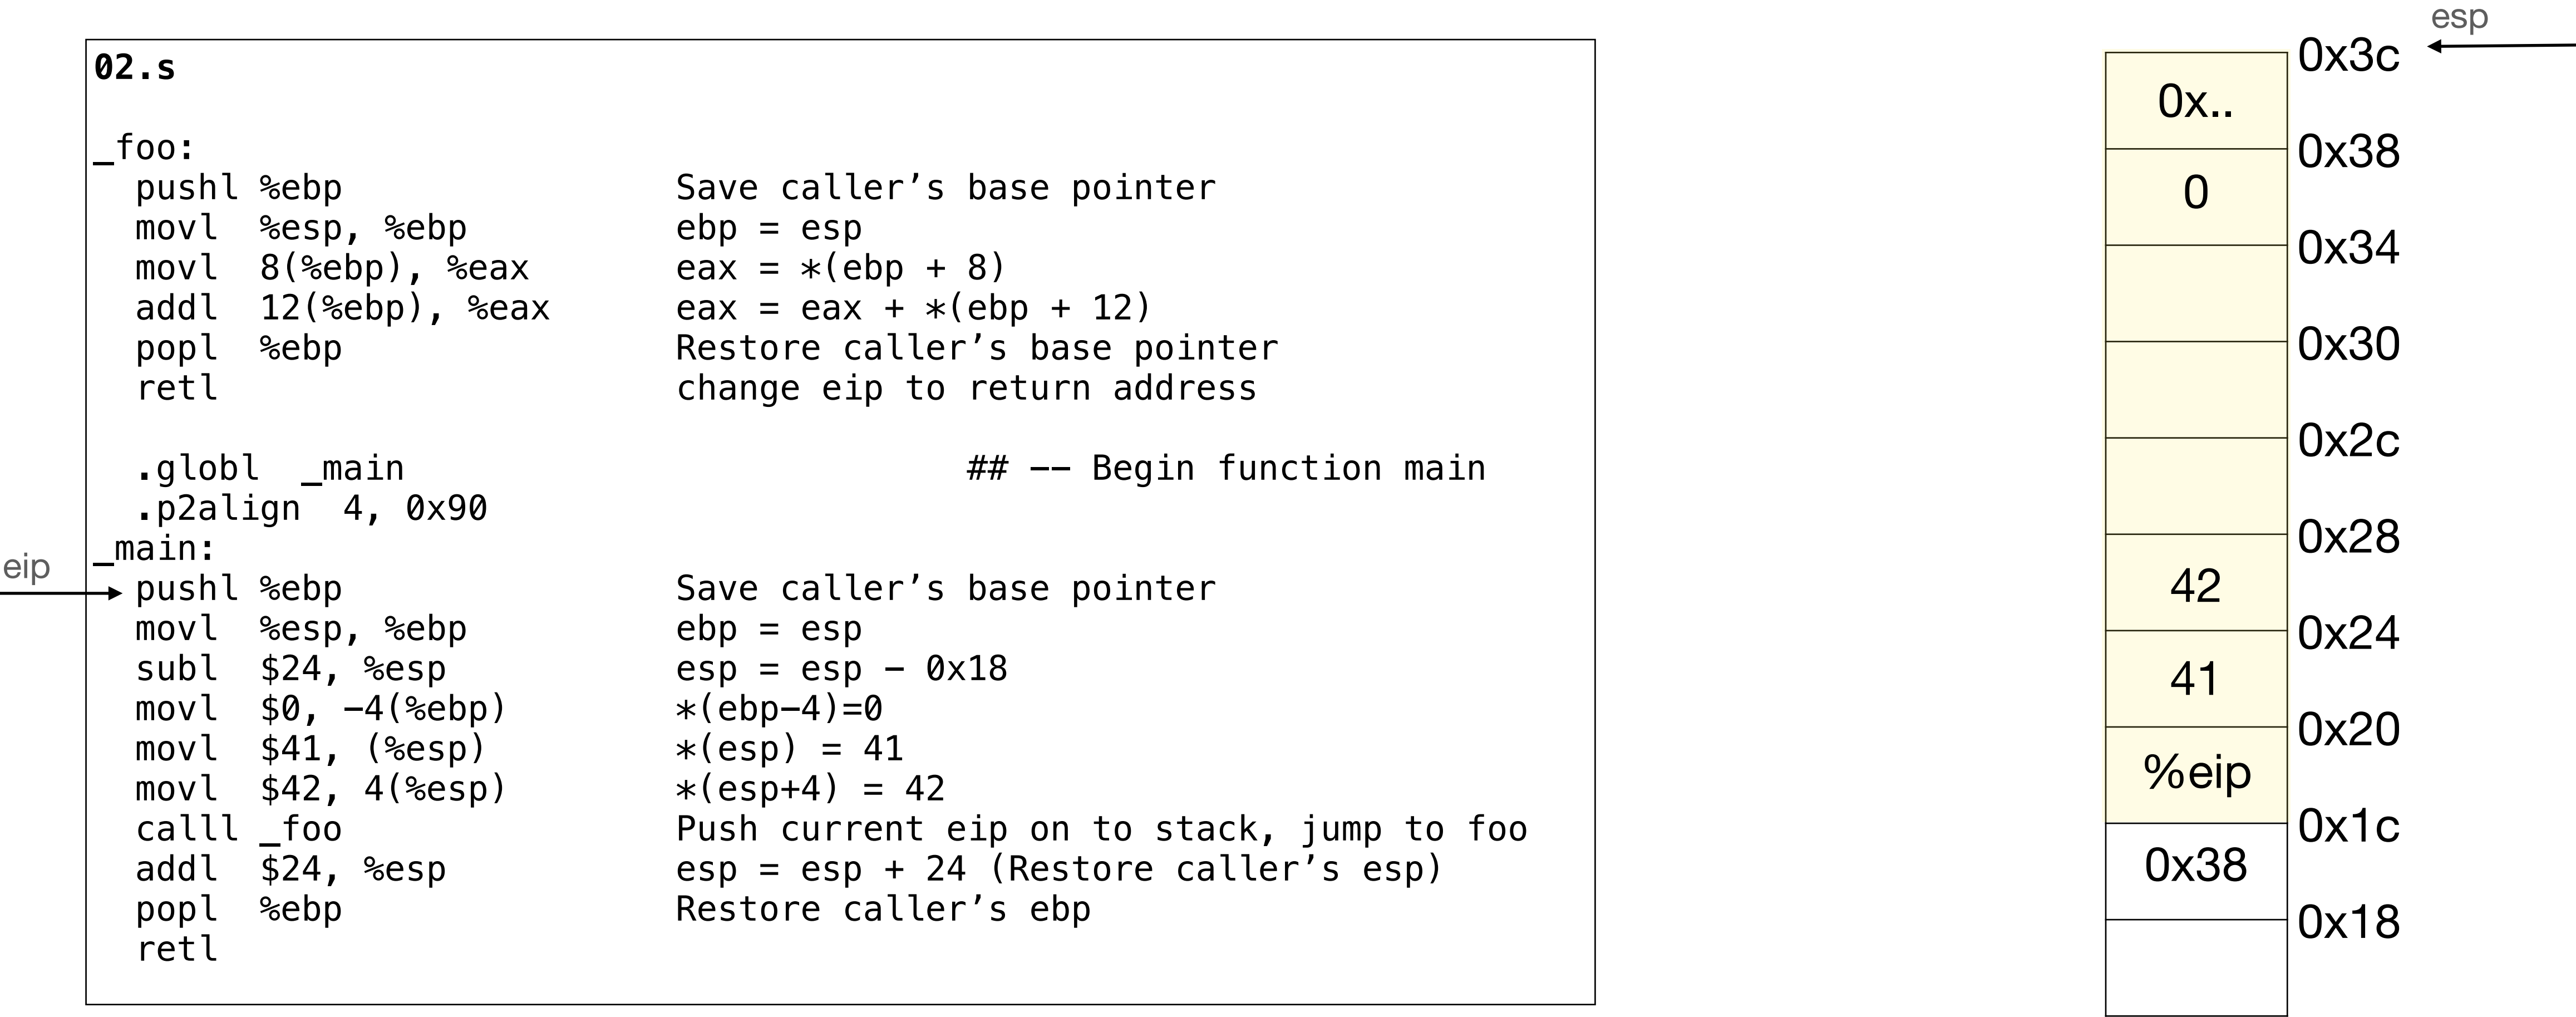 esp
02.s
_foo:
pushl %ebp Save caller’s base pointer
movl %esp, %ebp ebp = esp
movl 8(%ebp), %eax eax = *(ebp + 8)
addl 12(%ebp), %eax eax = eax + *(ebp + 12)
popl %ebp Restore caller’s base pointer
retl change eip to return address
.globl _main ## -- Begin function main
.p2align 4, 0x90
_main:
eip
pushl %ebp Save caller’s base pointer
movl %esp, %ebp ebp = esp
subl $24, %esp esp = esp - 0x18
movl $0, -4(%ebp) *(ebp-4)=0
movl $41, (%esp) *(esp) = 41
movl $42, 4(%esp) *(esp+4) = 42
calll _foo Push current eip on to stack, jump to foo
addl $24, %esp esp = esp + 24 (Restore caller’s esp)
popl %ebp Restore caller’s ebp
retl
0x3c
0x..
0x38
0
0x34
0x30
0x2c
0x28
42
0x24
41
0x20
%eip
0x1c
0x38
0x18